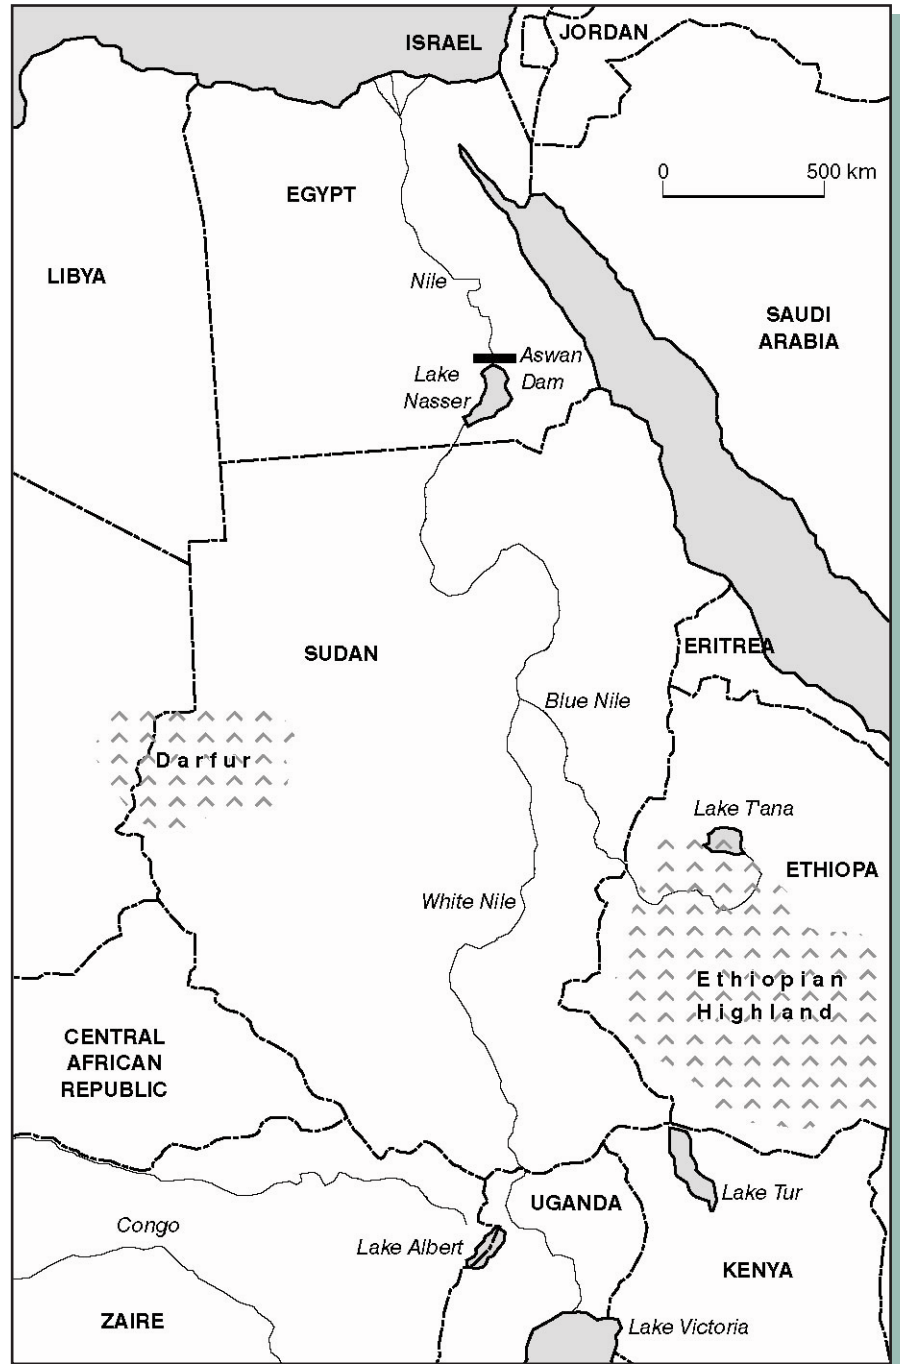 ISRAEL
JORDAN
0 500 km
EGYPT
LIBYA
Nile
SAUDI
ARABIA
Aswan
Dam
Lake
Nasser
SUDAN
ERITREA
Blue Nile
Darfur
Lake T'ana
ETHIOPA
White Nile
Ethiopian
Highland
CENTRAL
AFRICAN
REPUBLIC
Lake Tur
UGANDA
Congo
Lake Albert
KENYA
ZAIRE
Lake Victoria